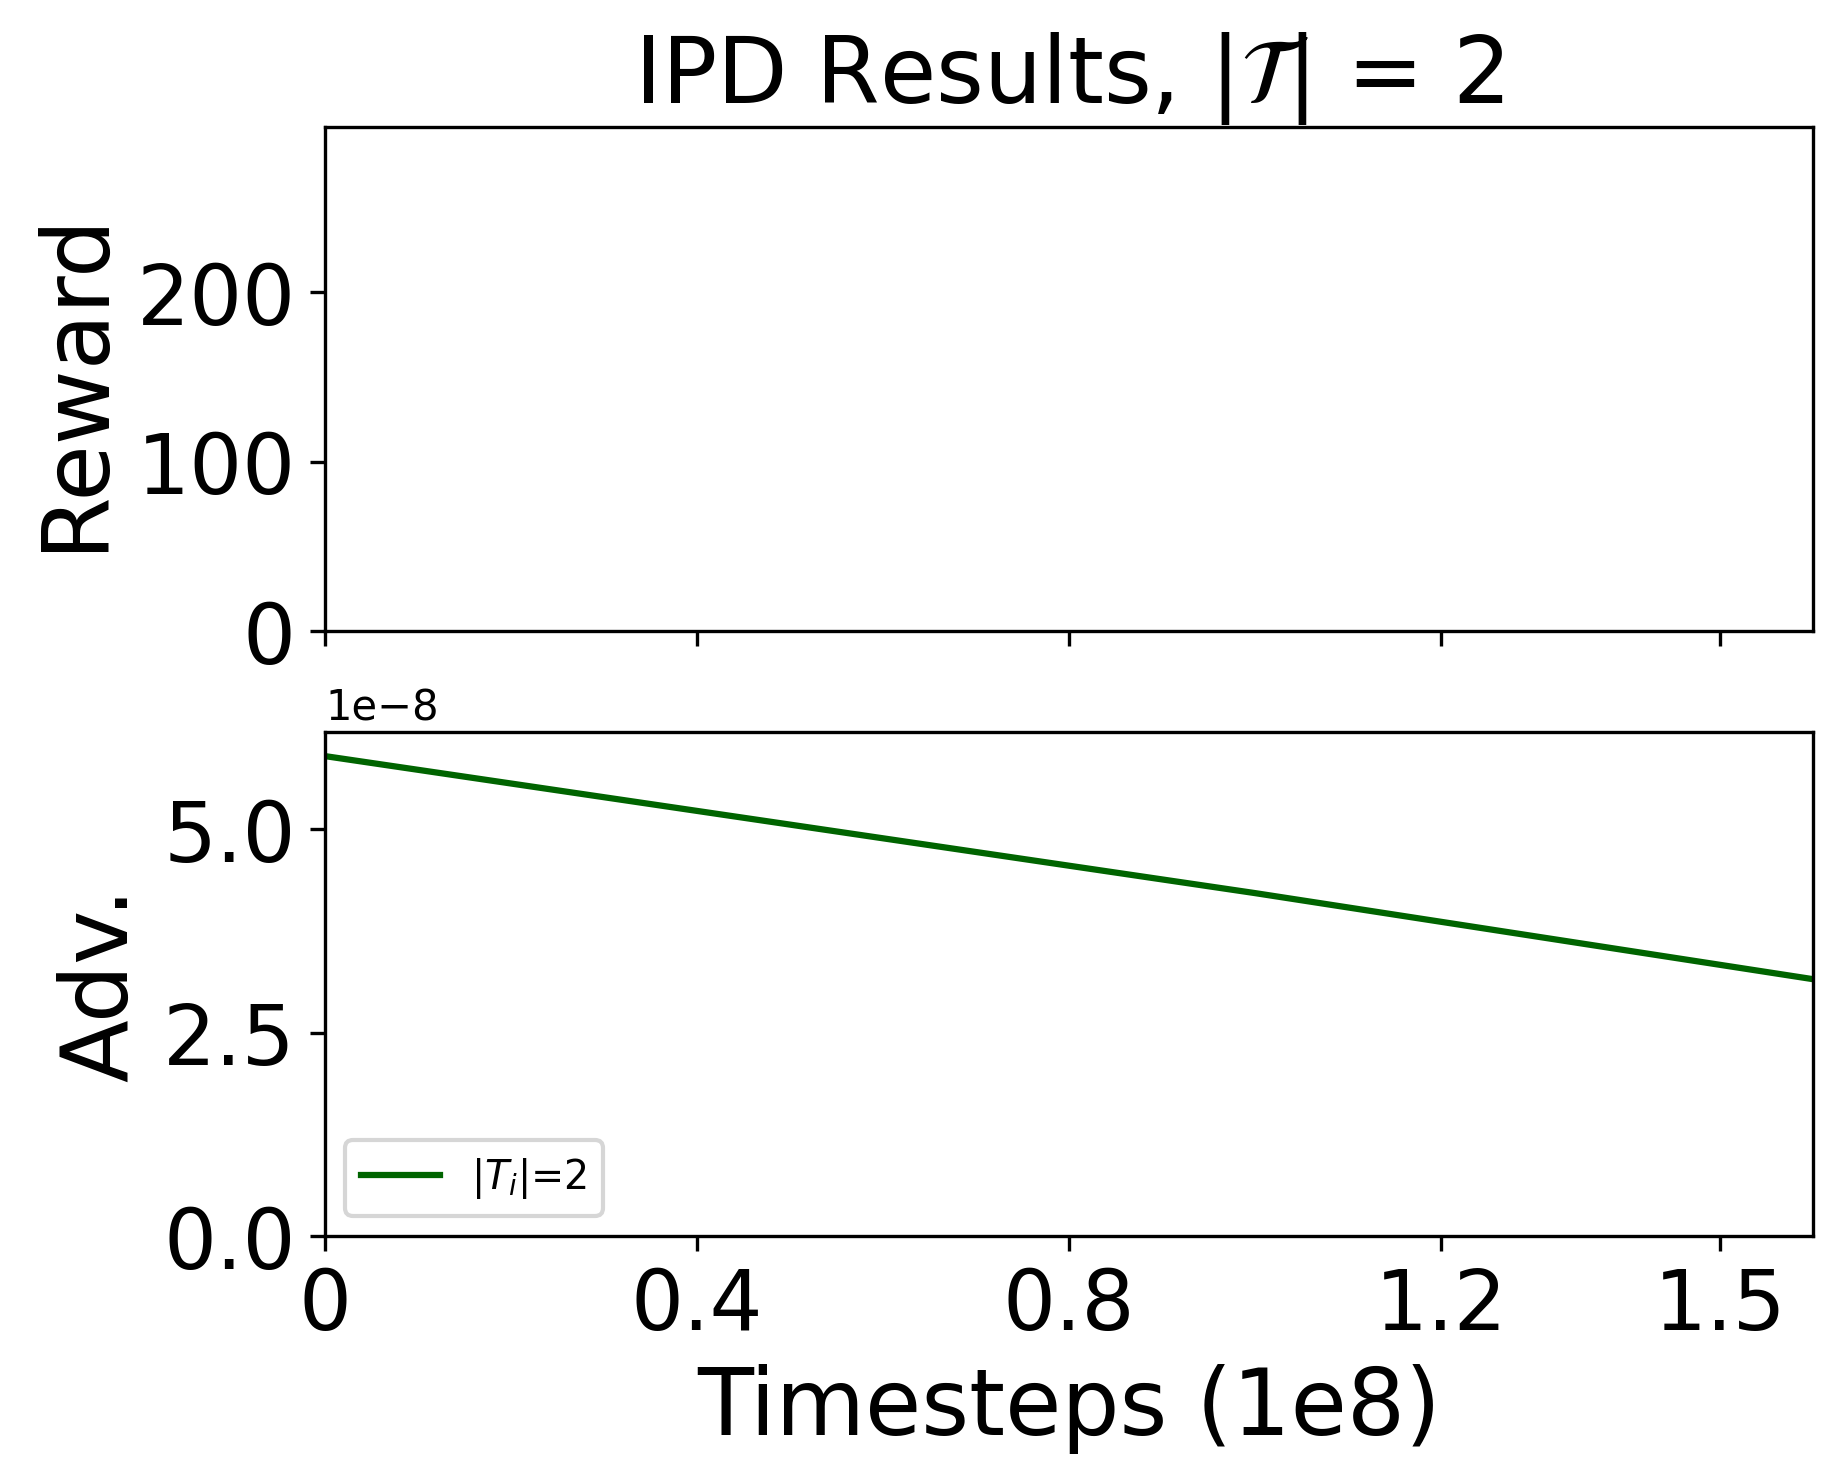 IPD Results, |𝒯| = 2
Reward
200
100
0
1e−8
Adv.
5.0
2.5
0.0
|Tᵢ|=2
0 0.4 0.8 1.2 1.5
Timesteps (1e8)